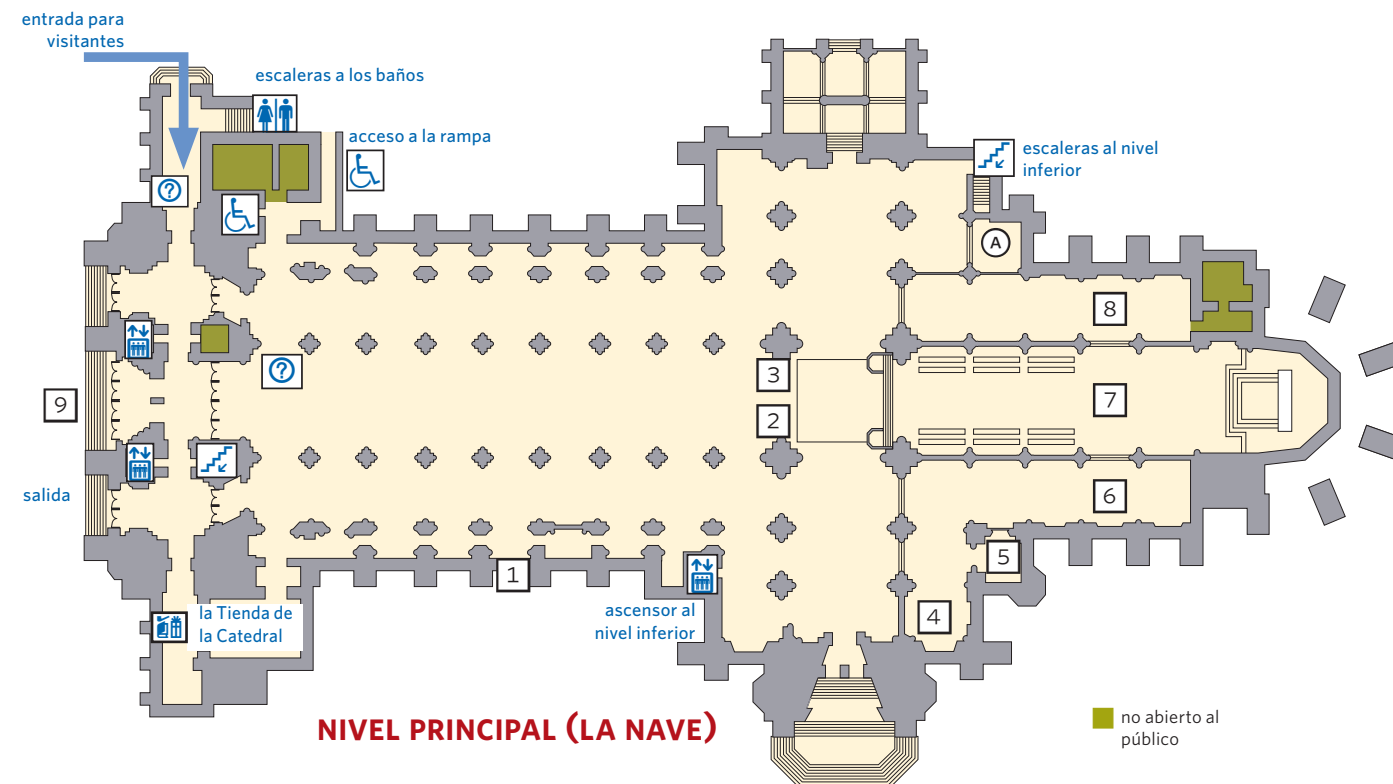 entrada para
visitantes
escaleras a los baños
acceso a la rampa
?
escaleras al nivel
inferior
A
8
?
3
7
9
2
salida
6
5
1
la Tienda de
la Catedral
ascensor al
nivel inferior
4
NIVEL PRINCIPAL (LA NAVE)
no abierto al
público